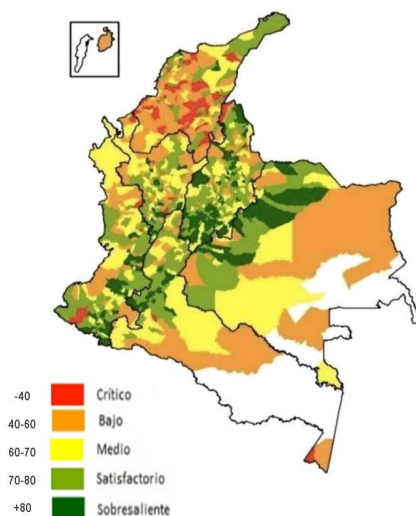 -40 Crítico
40-60 Bajo
60-70 Medio
70-80 Satisfactorio
+80 Sobresaliente